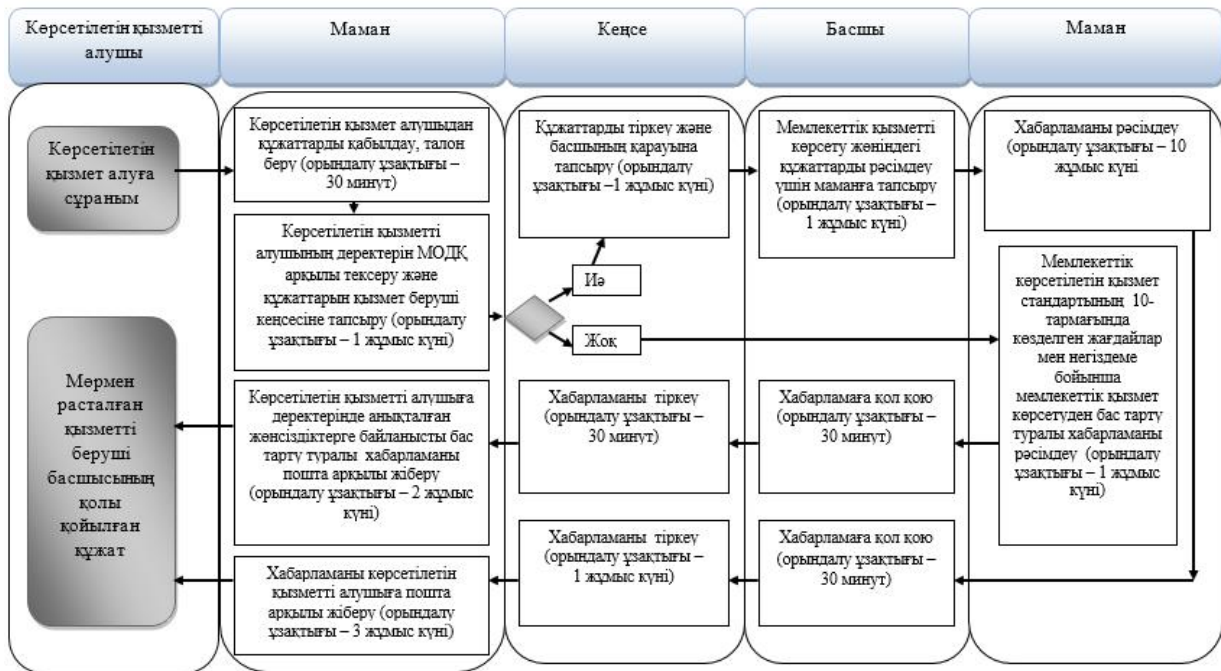 Көрсетілетін қызметті
алушы
Маман
Кеңсе
Басшы
Маман
Көрсетілетін
қызмет алуға
сұраным
Көрсетілетін қызмет алушыдан
құжаттарды қабылдау, талон
беру (орындалу ұзақтығы –
30 минут)
Құжаттарды тіркеу және
басшының қарауына
тапсыру (орындалу
ұзақтығы –1 жұмыс күні)
Мемлекеттік қызметті
көрсету жөніндегі
құжаттарды рәсімдеу
үшін маманға тапсыру
(орындалу ұзақтығы –
1 жұмыс күні)
Хабарламаны рәсімдеу
(орындалу ұзақтығы – 10
жұмыс күні
Көрсетілетін қызметті
алушының деректерін МОДҚ
арқылы тексеру және
құжаттарын қызмет беруші
кеңсесіне тапсыру (орындалу
ұзақтығы – 1 жұмыс күні)
Иә
Жоқ
Мемлекеттік
көрсетілетін қызмет
стандартының 10-
тармағында
көзделген жағдайлар
мен негіздеме
бойынша
мемлекеттік қызмет
көрсетуден бас тарту
туралы хабарламаны
рәсімдеу (орындалу
ұзақтығы – 1 жұмыс
күні)
Мөрмен
расталған
қызметті
беруші
басшысының
қолы
қойылған
құжат
Көрсетілетін қызметті алушыға
деректерінде анықталған
жөнсіздіктерге байланысты бас
тарту туралы хабарламаны
пошта арқылы жіберу
(орындалу ұзақтығы – 2 жұмыс
күні)
Хабарламаны тіркеу
(орындалу ұзақтығы –
30 минут)
Хабарламаға қол қою
(орындалу ұзақтығы –
30 минут)
Хабарламаны көрсетілетін
қызметті алушыға пошта
арқылы жіберу (орындалу
ұзақтығы – 3 жұмыс күні)
Хабарламаны тіркеу
(орындалу ұзақтығы –
1 жұмыс күні)
Хабарламаға қол қою
(орындалу ұзақтығы –
30 минут)